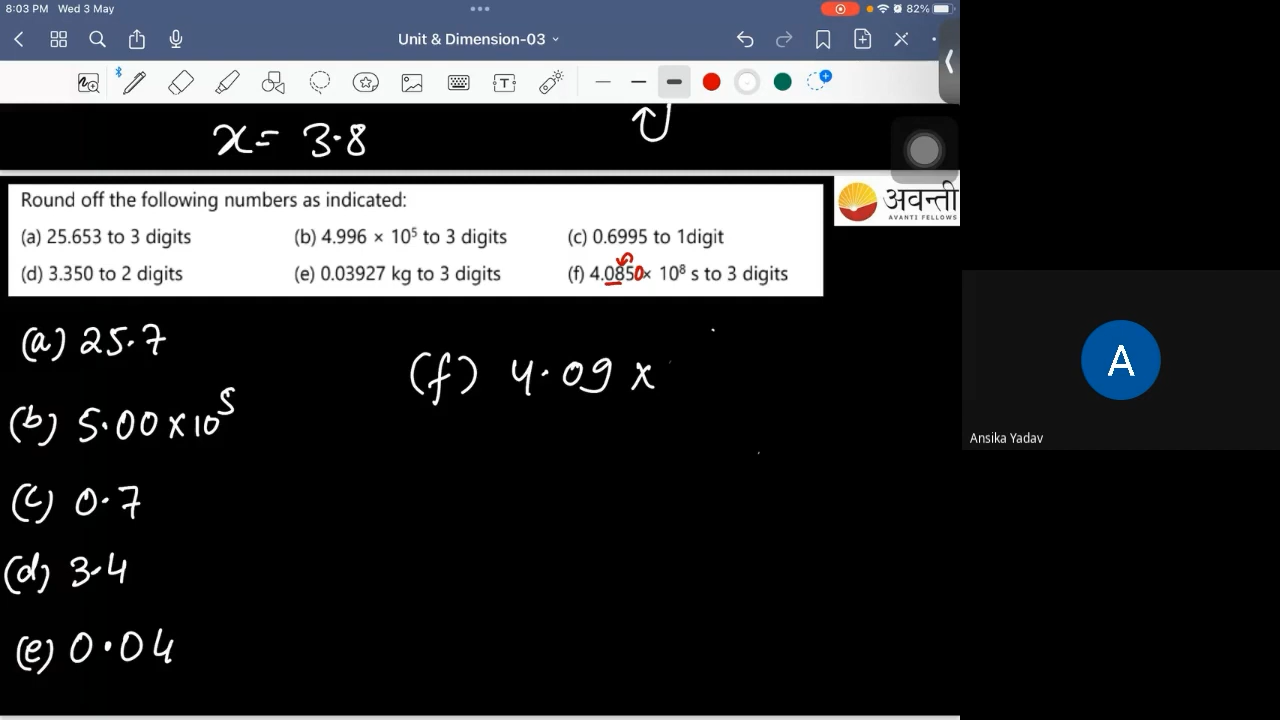 8:03 PM Wed 3 May
82%
Unit & Dimension-03
x = 3.8
Round off the following numbers as indicated:
(a) 25.653 to 3 digits (b) 4.996 × 10⁵ to 3 digits (c) 0.6995 to 1digit
(d) 3.350 to 2 digits (e) 0.03927 kg to 3 digits (f) 4.0850× 10⁸ s to 3 digits
अवन्ती
AVANTI FELLOWS
(a) 25.7
(b) 5.00 x 10⁵
(c) 0.7
(d) 3.4
(e) 0.04
(f) 4.09 x
A
Ansika Yadav